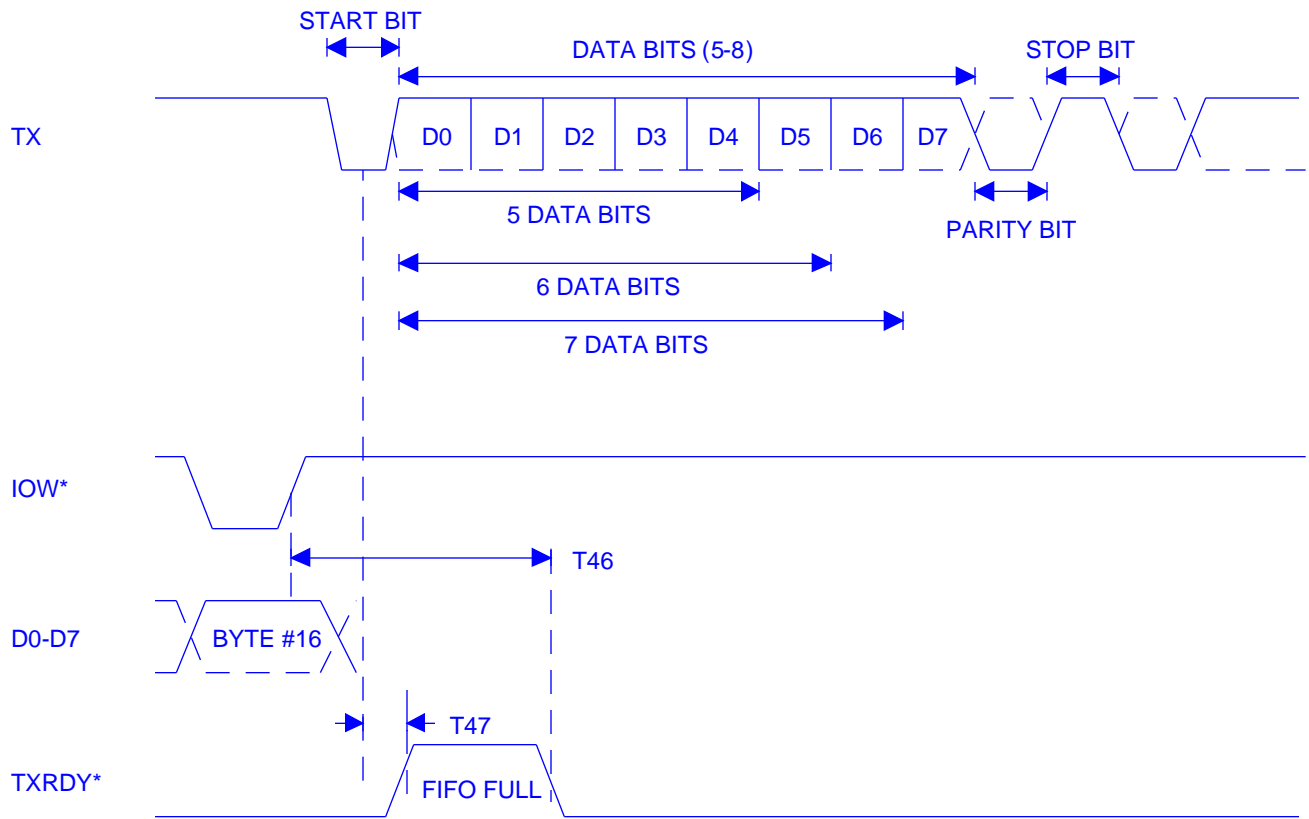 START BIT
DATA BITS (5-8)
STOP BIT
TX
D0 D1 D2 D3 D4 D5 D6 D7
5 DATA BITS
PARITY BIT
6 DATA BITS
7 DATA BITS
IOW*
T46
D0-D7
BYTE #16
T47
TXRDY*
FIFO FULL